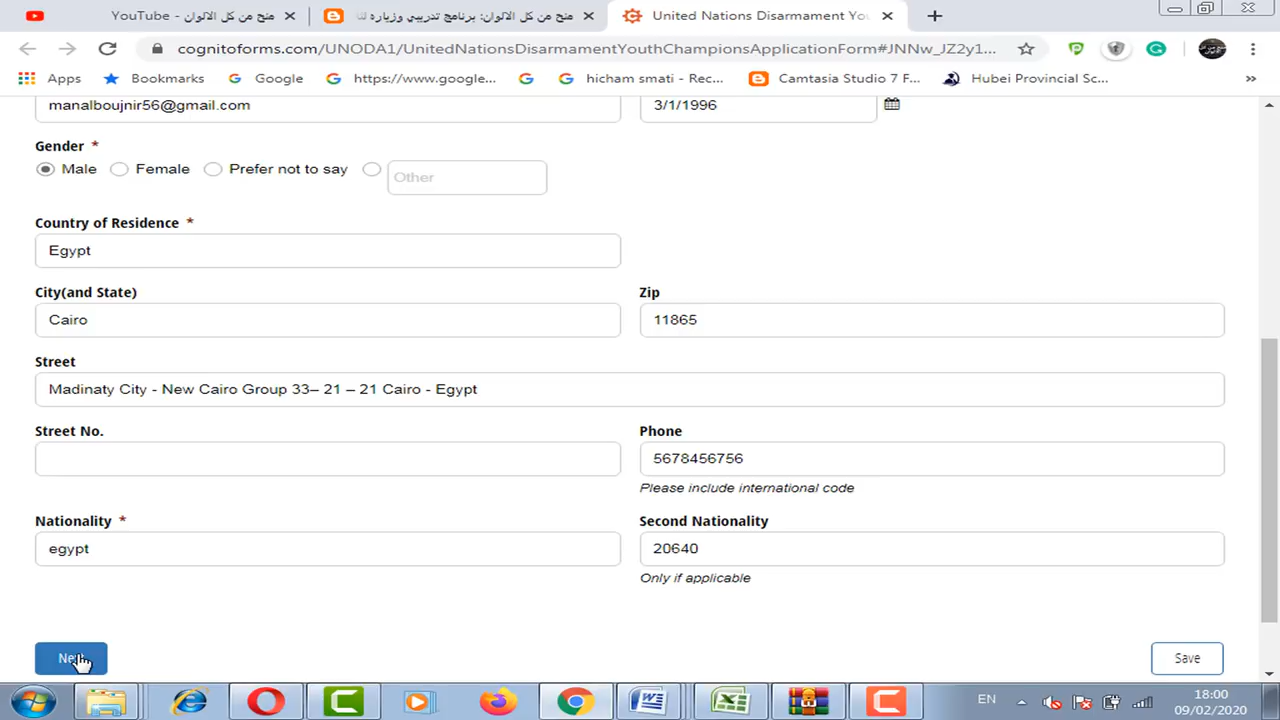 YouTube - منح من كل الالوان
منح من كل الالوان: برنامج تدريبي وزيارة
United Nations Disarmament You
cognitoforms.com/UNODA1/UnitedNationsDisarmamentYouthChampionsApplicationForm#JNNw_JZ2y1...
Apps Bookmarks Google https://www.google... hicham smati - Rec... Camtasia Studio 7 F... Hubei Provincial Sc... »
manalboujnir56@gmail.com 3/1/1996
Gender *
Male Female Prefer not to say Other
Country of Residence *
Egypt
City(and State) Zip
Cairo 11865
Street
Madinaty City - New Cairo Group 33– 21 – 21 Cairo - Egypt
Street No. Phone
5678456756
Please include international code
Nationality * Second Nationality
egypt 20640
Only if applicable
Save
EN 18:00
09/02/2020